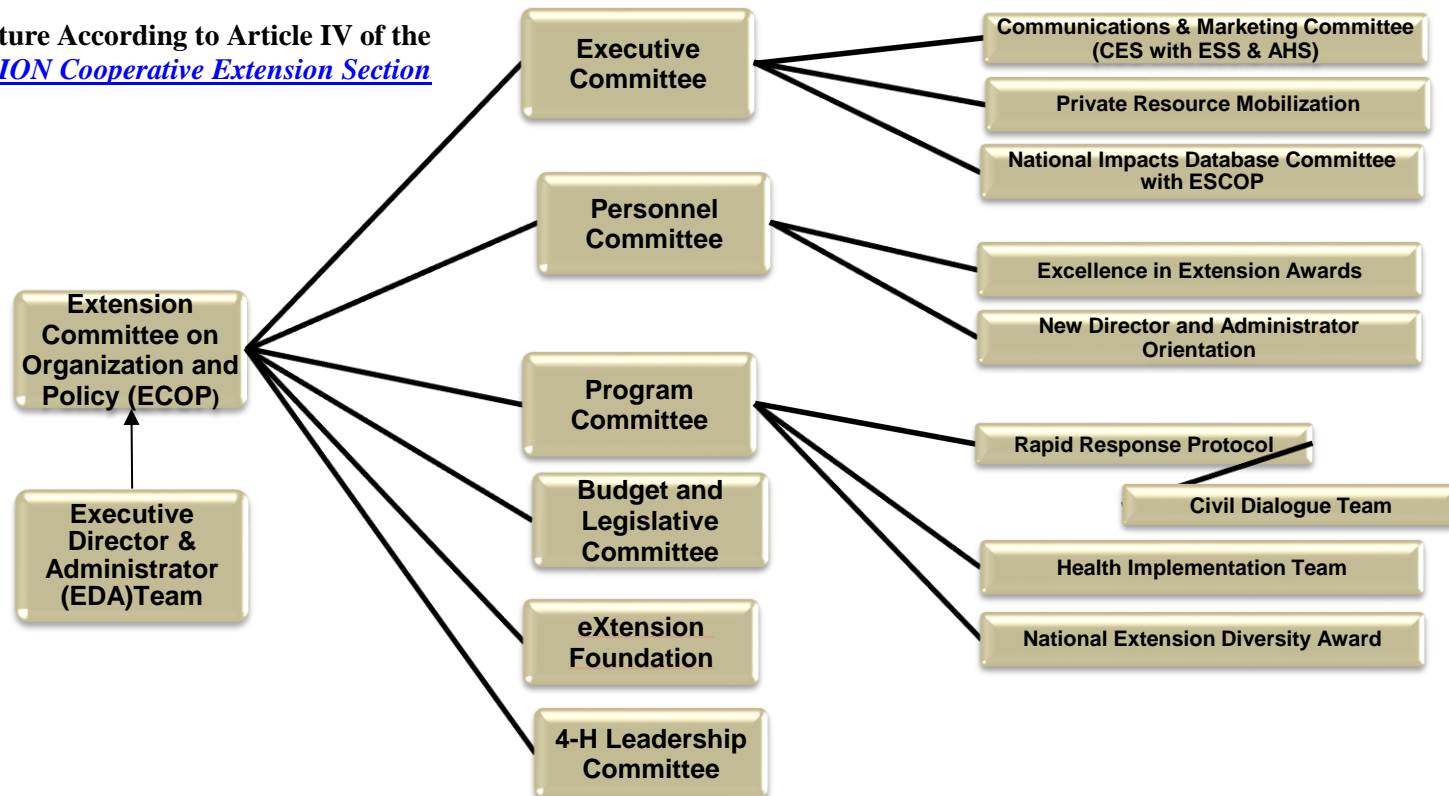 ture According to Article IV of the
ION Cooperative Extension Section
Executive
Committee
Communications & Marketing Committee
(CES with ESS & AHS)
Private Resource Mobilization
National Impacts Database Committee
with ESCOP
Personnel
Committee
Excellence in Extension Awards
New Director and Administrator
Orientation
Extension
Committee on
Organization and
Policy (ECOP)
Program
Committee
Rapid Response Protocol
Civil Dialogue Team
Health Implementation Team
National Extension Diversity Award
Budget and
Legislative
Committee
Executive
Director &
Administrator
(EDA)Team
eXtension
Foundation
4-H Leadership
Committee